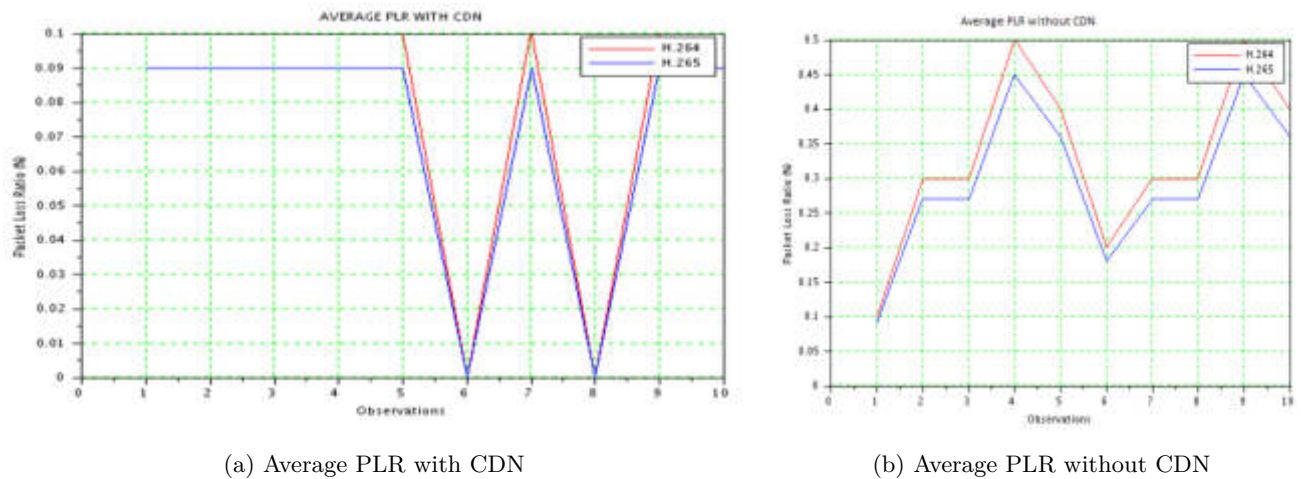 AVERAGE PLR WITH CDN
H.264
H.265
Packet Loss Ratio (%)
0.1
0.09
0.08
0.07
0.06
0.05
0.04
0.03
0.02
0.01
0
0 1 2 3 4 5 6 7 8 9 10
Observations
(a) Average PLR with CDN
Average PLR without CDN
H.264
H.265
Packet Loss Ratio (%)
0.5
0.45
0.4
0.35
0.3
0.25
0.2
0.15
0.1
0.05
0
0 1 2 3 4 5 6 7 8 9 10
Observations
(b) Average PLR without CDN